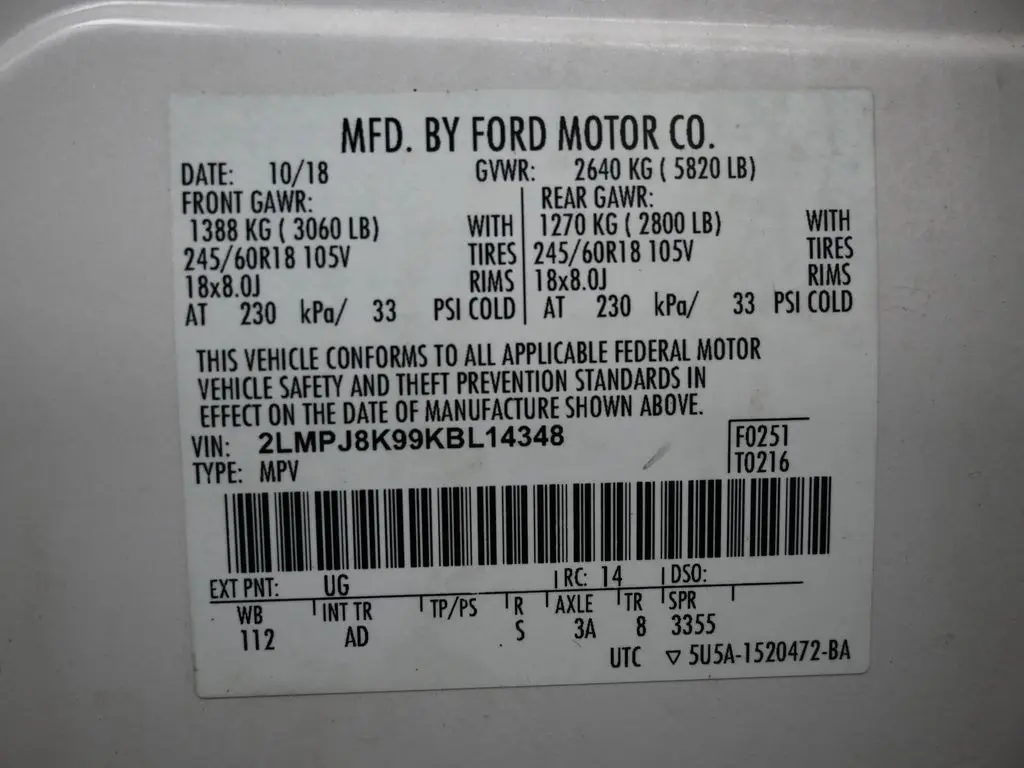 MFD. BY FORD MOTOR CO.
DATE: 10/18 GVWR: 2640 KG ( 5820 LB)
FRONT GAWR: REAR GAWR:
1388 KG ( 3060 LB) WITH 1270 KG ( 2800 LB) WITH
245/60R18 105V TIRES 245/60R18 105V TIRES
18x8.0J RIMS 18x8.0J RIMS
AT 230 kPa/ 33 PSI COLD AT 230 kPa/ 33 PSI COLD
THIS VEHICLE CONFORMS TO ALL APPLICABLE FEDERAL MOTOR
VEHICLE SAFETY AND THEFT PREVENTION STANDARDS IN
EFFECT ON THE DATE OF MANUFACTURE SHOWN ABOVE.
VIN: 2LMPJ8K99KBL14348 F0251
TYPE: MPV T0216
EXT PNT: UG RC: 14 DSO:
WB INT TR TP/PS R AXLE TR SPR
112 AD S 3A 8 3355
UTC ▽ 5U5A-1520472-BA